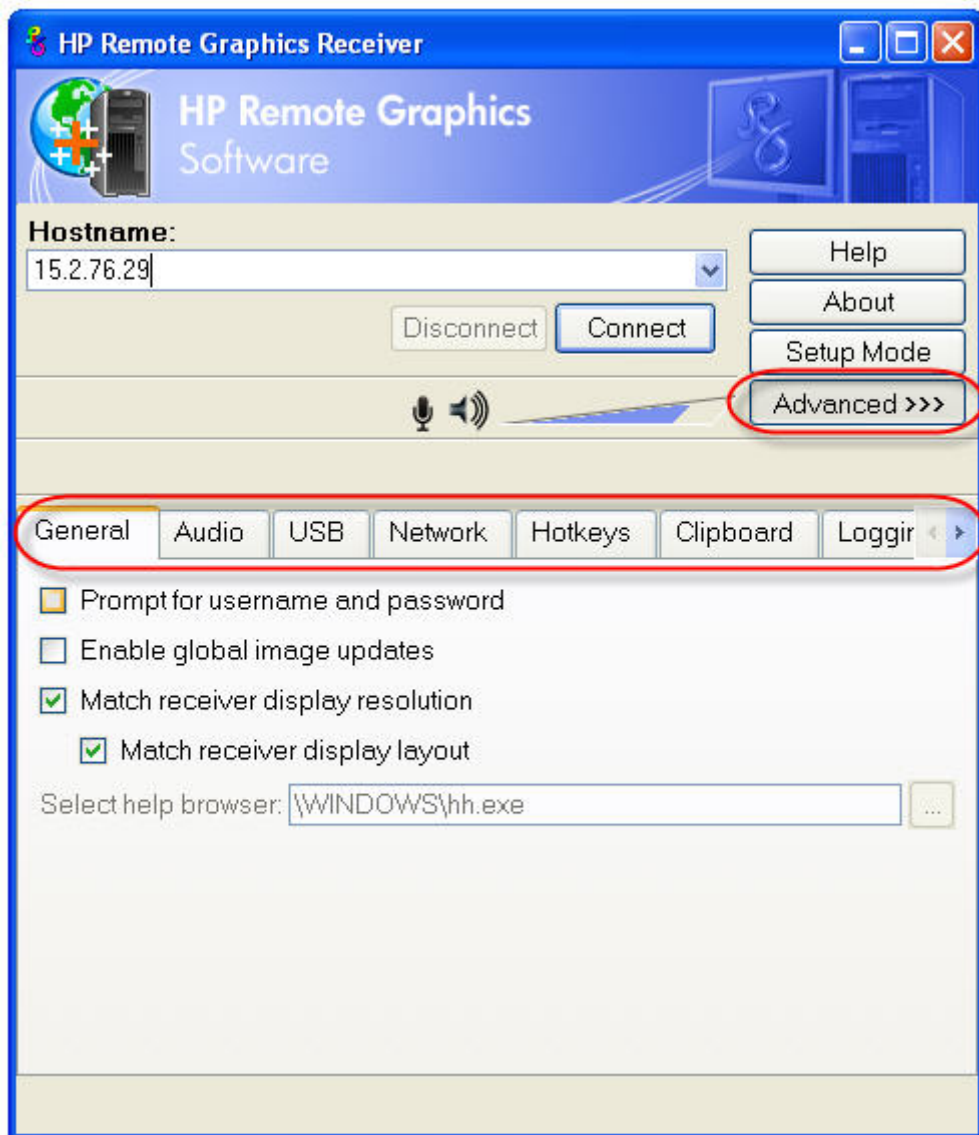 HP Remote Graphics Receiver
HP Remote Graphics
Software
Hostname:
15.2.76.29
Help
About
Disconnect
Connect
Setup Mode
Advanced >>>
General
Audio
USB
Network
Hotkeys
Clipboard
Loggin
Prompt for username and password
Enable global image updates
Match receiver display resolution
Match receiver display layout
Select help browser: \WINDOWS\hh.exe
...